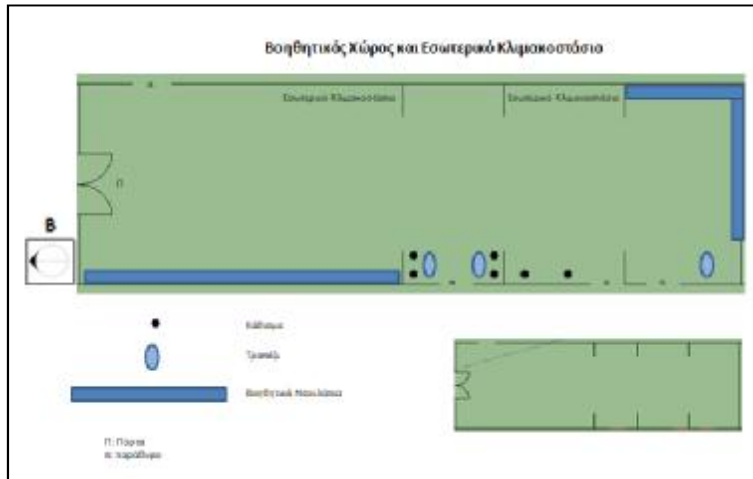 Βοηθητικός Χώρος και Εσωτερικό Κλιμακοστάσιο
π
Εσωτερικό Κλιμακοστάσιο
Εσωτερικό Κλιμακοστάσιο
Π
Β
π
π
π
Κάθισμα
Τραπέζι
Βοηθητικά Ντουλάπια
Π: Πόρτα
π: παράθυρο